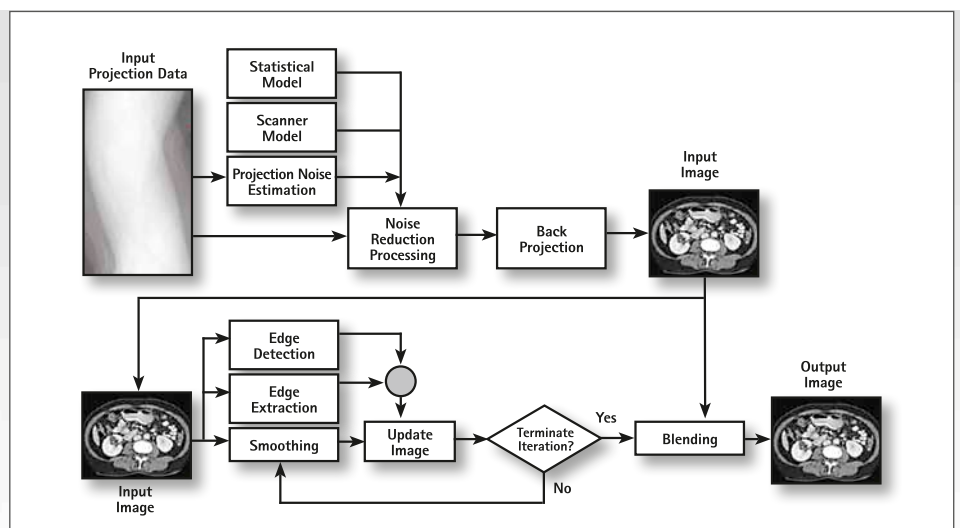 Input
Projection Data
Statistical
Model
Scanner
Model
Projection Noise
Estimation
Noise
Reduction
Processing
Back
Projection
Input
Image
Edge
Detection
Edge
Extraction
Smoothing
Update
Image
Terminate
Iteration?
Yes
No
Blending
Output
Image
Input
Image